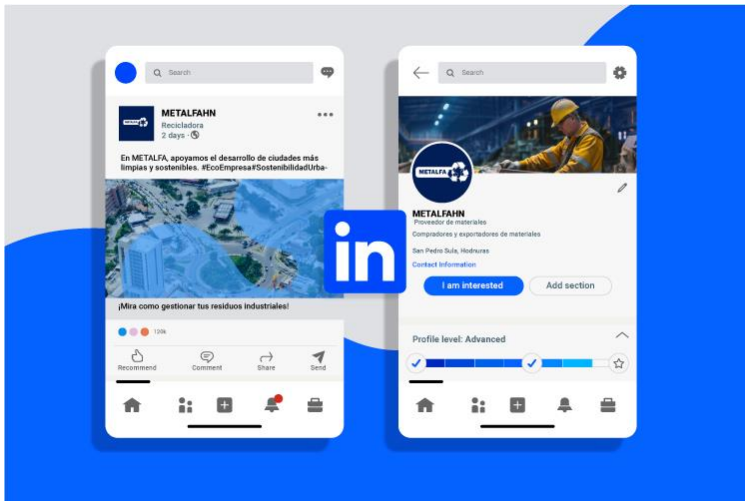 Search
METALFAHN
Recicladora
2 days
En METALFA, apoyamos el desarrollo de ciudades más
limpias y sostenibles. #EcoEmpresa#SostenibilidadUrba-
¡Mira como gestionar tus residuos industriales!
120k
Recommend
Comment
Share
Send
in
Search
METALFA
METALFAHN
Proveedor de materiales
Compradores y exportadores de materiales
San Pedro Sula, Hodnuras
Contact Information
I am interested
Add section
Profile level: Advanced